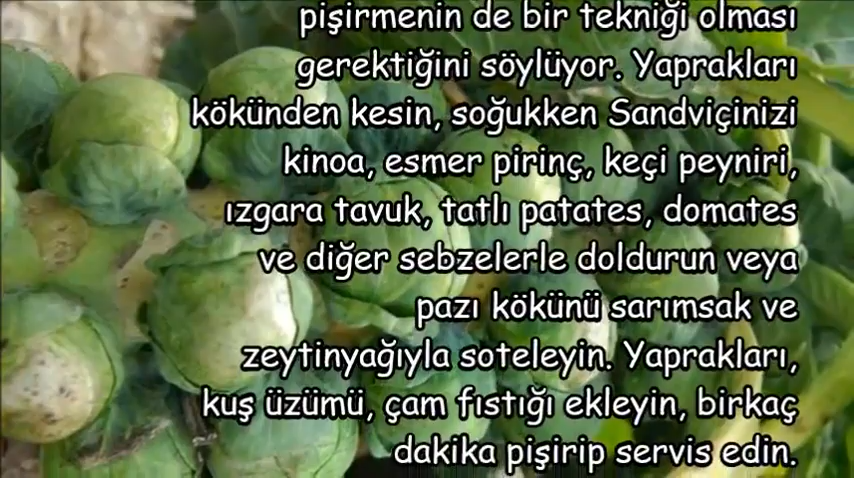 pişirmenin de bir tekniği olması
gerektiğini söylüyor. Yaprakları
kökünden kesin, soğukken Sandviçinizi
kinoa, esmer pirinç, keçi peyniri,
ızgara tavuk, tatlı patates, domates
ve diğer sebzelerle doldurun veya
pazı kökünü sarımsak ve
zeytinyağıyla soteleyin. Yaprakları,
kuş üzümü, çam fıstığı ekleyin, birkaç
dakika pişirip servis edin.